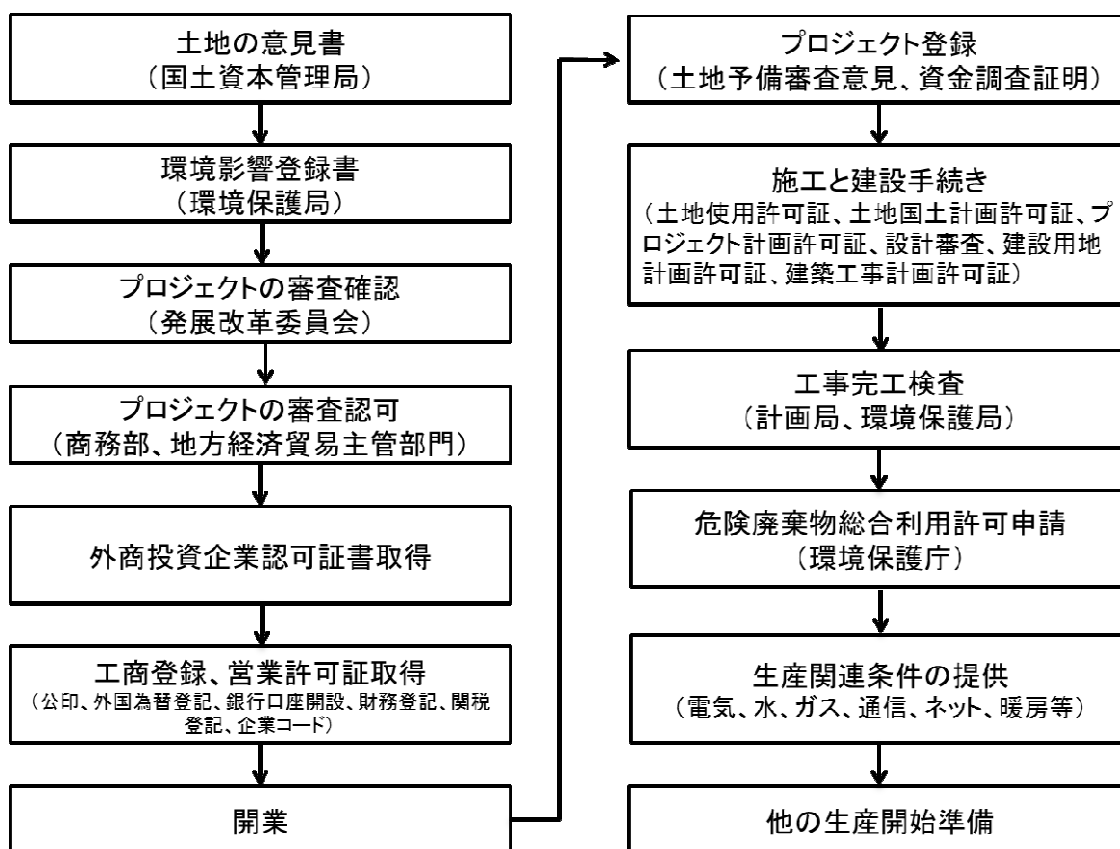 土地の意見書
（国土資本管理局）
環境影響登録書
（環境保護局）
プロジェクトの審査確認
（発展改革委員会）
プロジェクトの審査認可
（商務部、地方経済貿易主管部門）
外商投資企業認可証書取得
工商登録、営業許可証取得
（公印、外国為替登記、銀行口座開設、財務登記、関税
登記、企業コード）
開業
プロジェクト登録
（土地予備審査意見、資金調査証明）
施工と建設手続き
（土地使用許可証、土地国土計画許可証、プ
ロジェクト計画許可証、設計審査、建設用地
計画許可証、建築工事計画許可証）
工事完工検査
（計画局、環境保護局）
危険廃棄物総合利用許可申請
（環境保護庁）
生産関連条件の提供
（電気、水、ガス、通信、ネット、暖房等）
他の生産開始準備